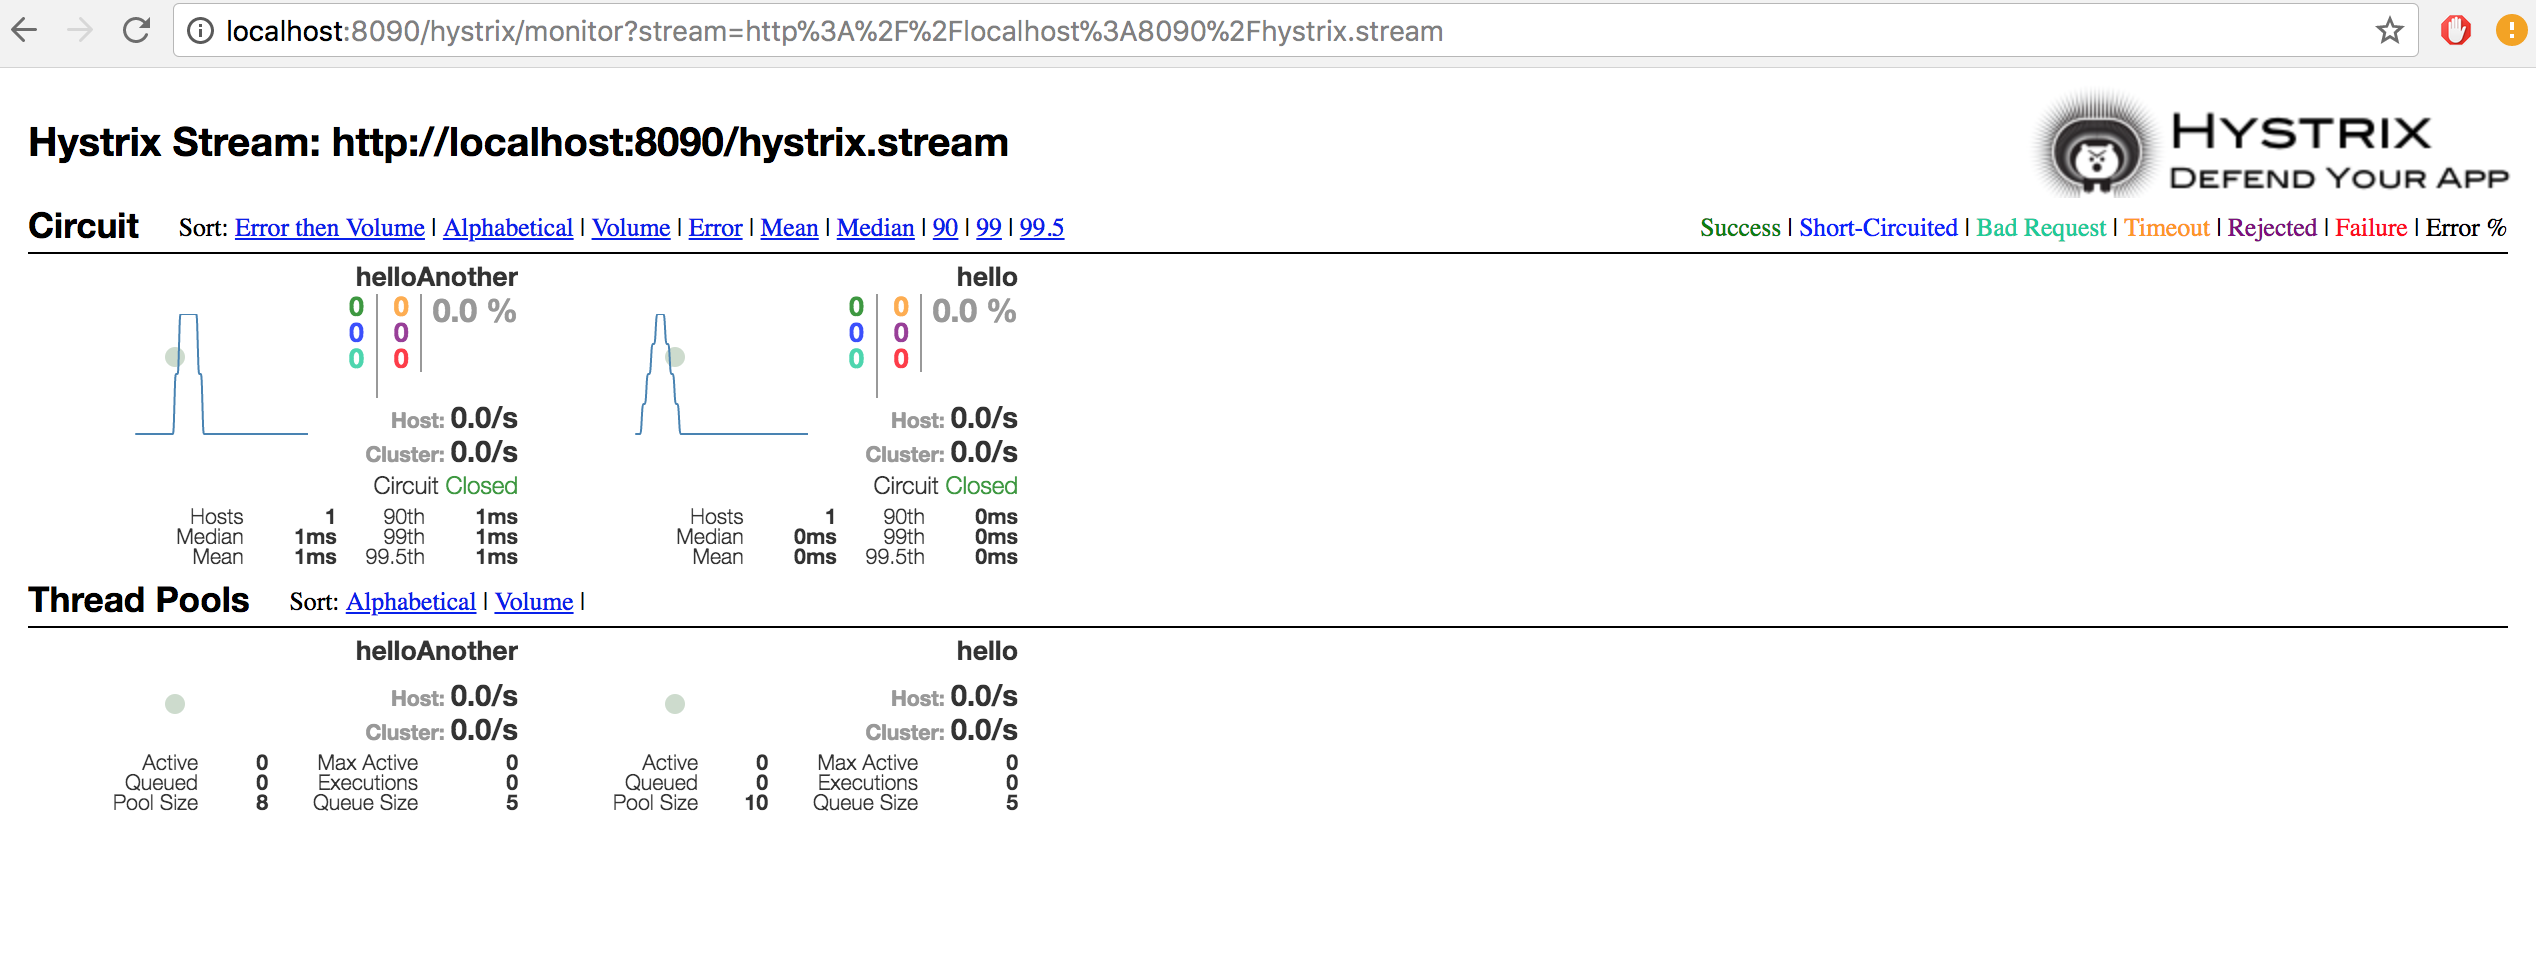 localhost:8090/hystrix/monitor?stream=http%3A%2F%2Flocalhost%3A8090%2Fhystrix.stream
Hystrix Stream: http://localhost:8090/hystrix.stream
HYSTRIX
DEFEND YOUR APP
Circuit Sort: Error then Volume | Alphabetical | Volume | Error | Mean | Median | 90 | 99 | 99.5
Success | Short-Circuited | Bad Request | Timeout | Rejected | Failure | Error %
helloAnother
0 0 0.0 %
0 0
0 0
Host: 0.0/s
Cluster: 0.0/s
Circuit Closed
Hosts 1 90th 1ms
Median 1ms 99th 1ms
Mean 1ms 99.5th 1ms
hello
0 0 0.0 %
0 0
0 0
Host: 0.0/s
Cluster: 0.0/s
Circuit Closed
Hosts 1 90th 0ms
Median 0ms 99th 0ms
Mean 0ms 99.5th 0ms
Thread Pools Sort: Alphabetical | Volume |
helloAnother
Host: 0.0/s
Cluster: 0.0/s
Active 0 Max Active 0
Queued 0 Executions 0
Pool Size 8 Queue Size 5
hello
Host: 0.0/s
Cluster: 0.0/s
Active 0 Max Active 0
Queued 0 Executions 0
Pool Size 10 Queue Size 5